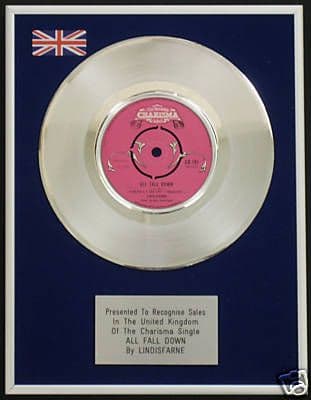 CHARISMA
ALL FALL DOWN
LINDISFARNE
Presented To Recognise Sales
In The United Kingdom
Of The Charisma Single
ALL FALL DOWN
By LINDISFARNE